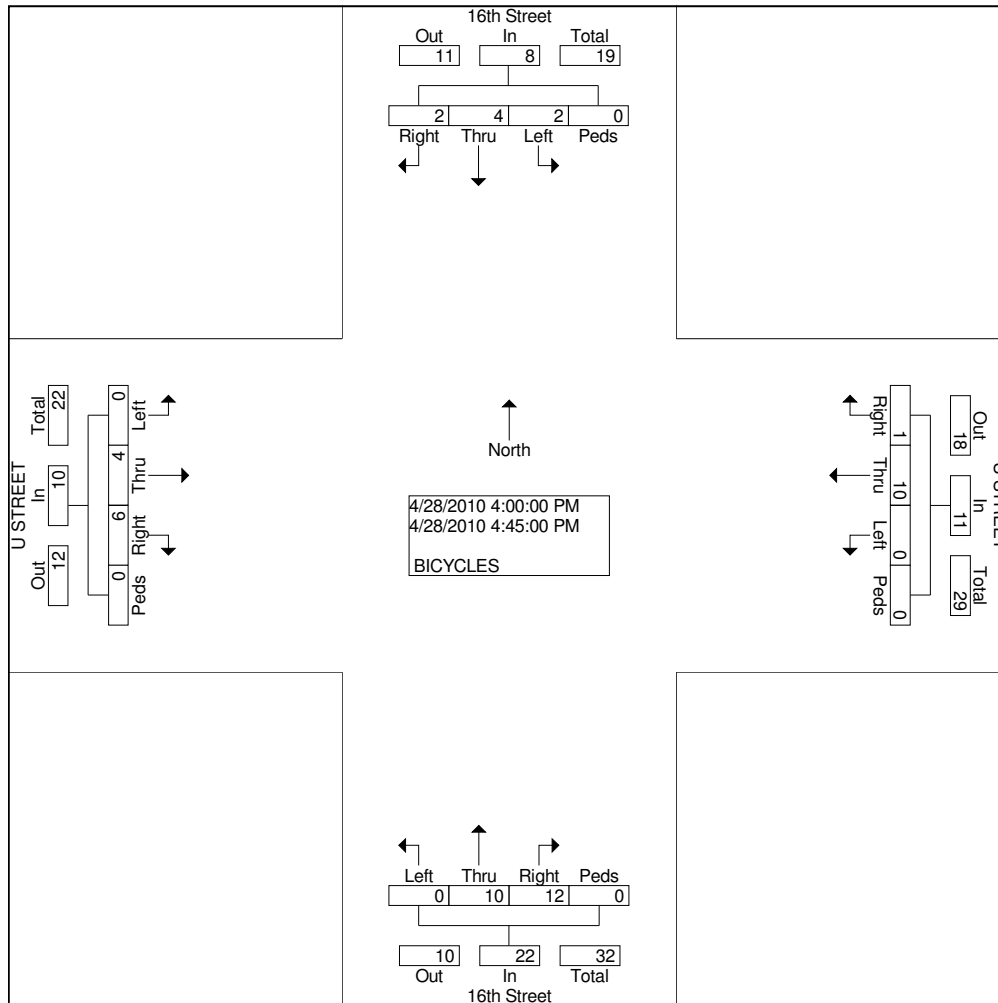 16th Street
Out In Total
11 8 19
2 4 2 0
Right Thru Left Peds
U STREET
Total In Out
22 10 12
0 4 6 0
Left Thru Right Peds
North
4/28/2010 4:00:00 PM
4/28/2010 4:45:00 PM
BICYCLES
Right Thru Left Peds
1 10 0 0
Out In Total
18 11 29
Left Thru Right Peds
0 10 12 0
10 22 32
Out In Total
16th Street